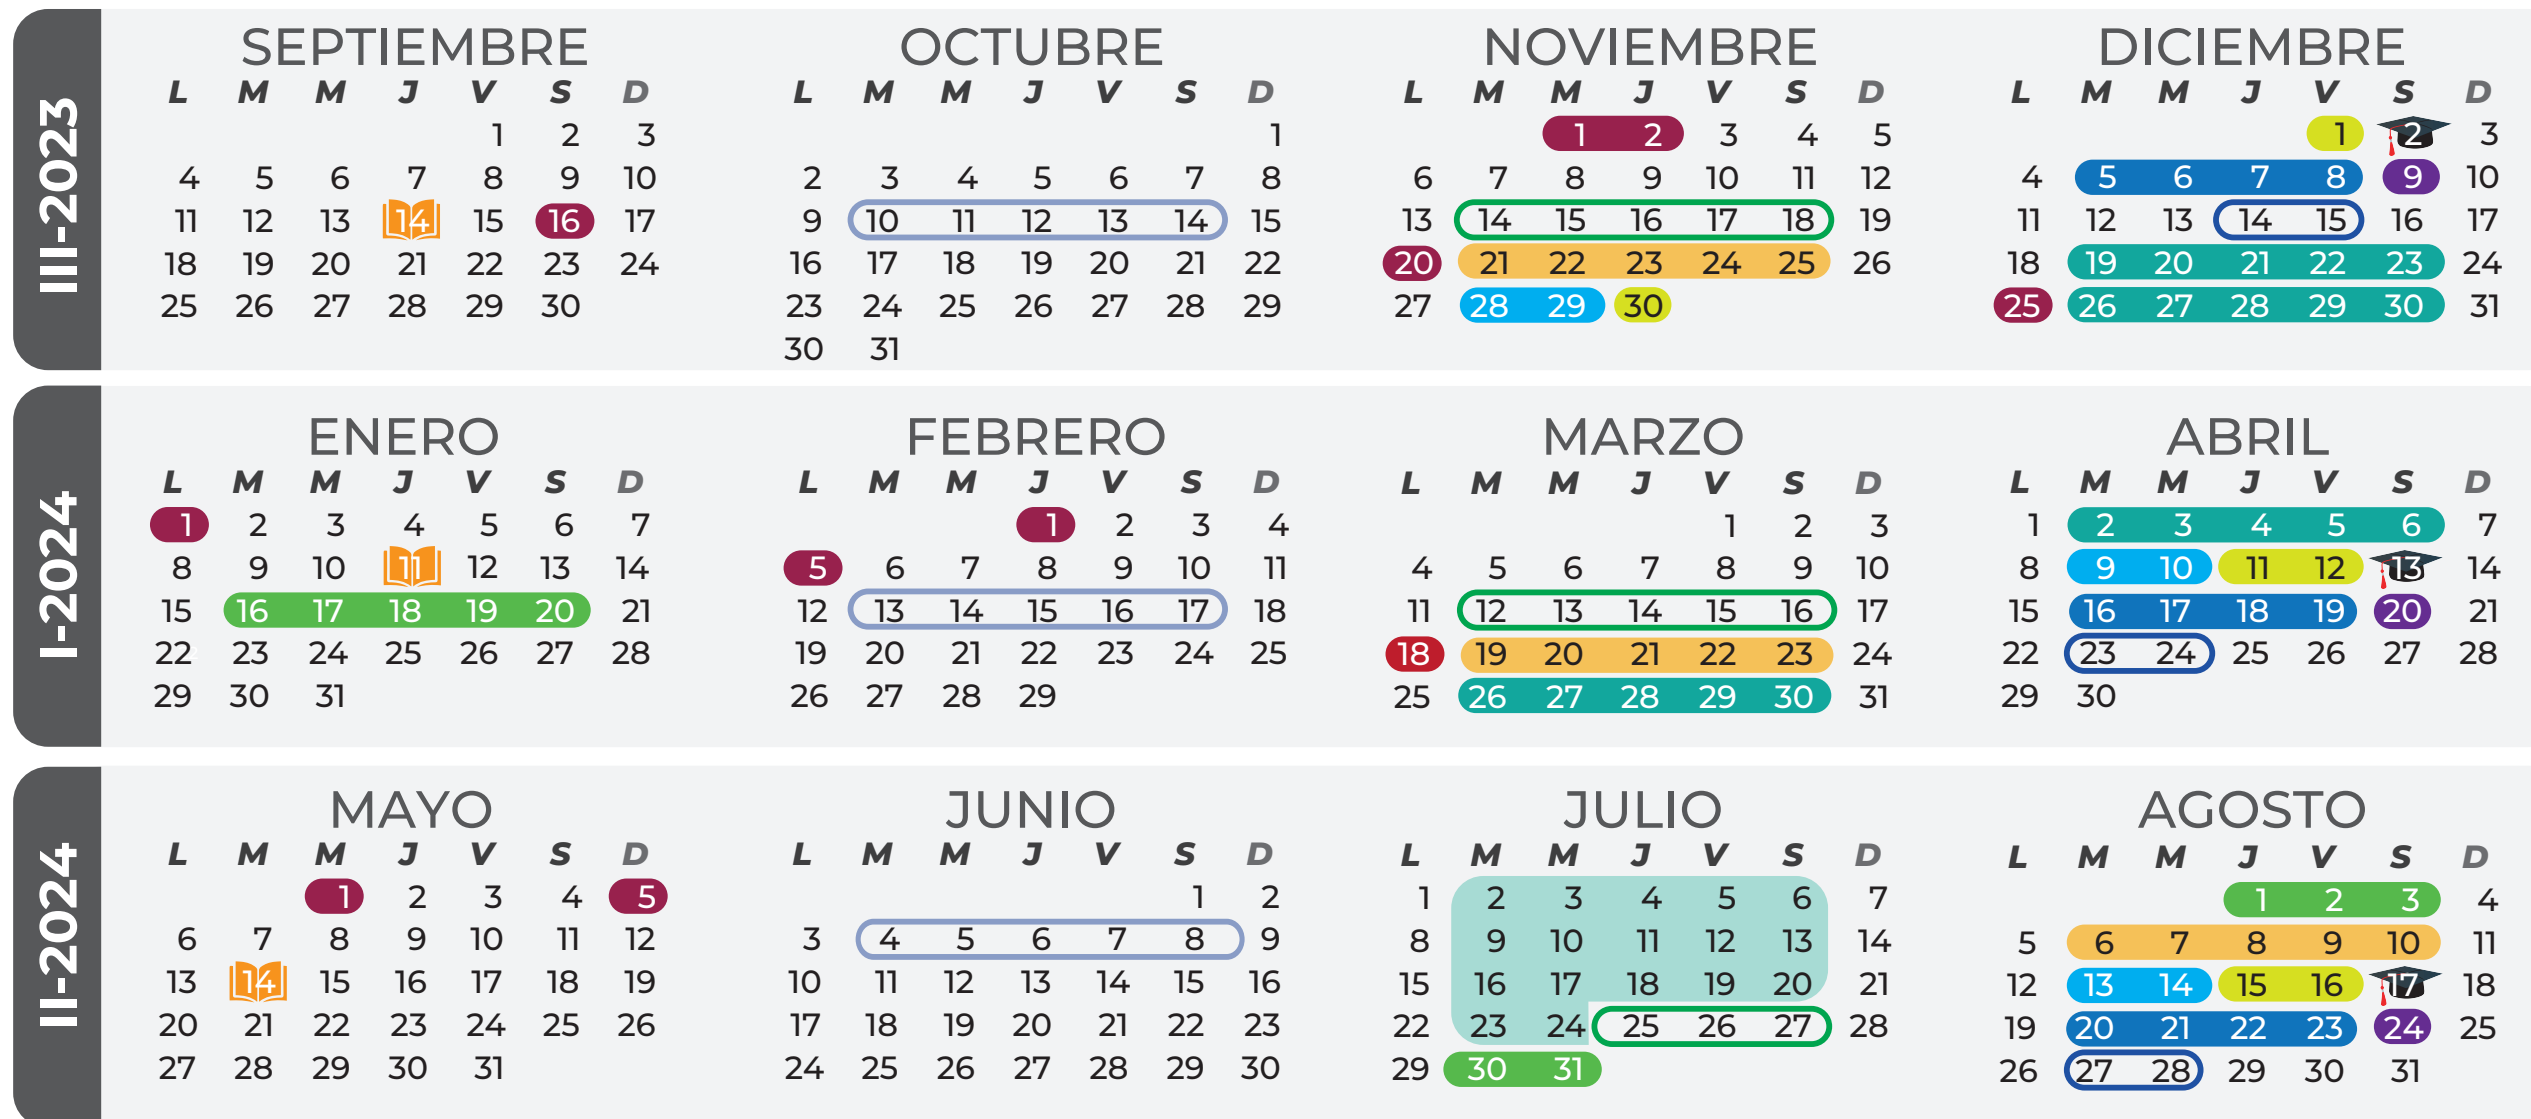 III-2023
SEPTIEMBRE
L M M J V S D
1 2 3
4 5 6 7 8 9 10
11 12 13 14 15 16 17
18 19 20 21 22 23 24
25 26 27 28 29 30
OCTUBRE
L M M J V S D
1
2 3 4 5 6 7 8
9 10 11 12 13 14 15
16 17 18 19 20 21 22
23 24 25 26 27 28 29
30 31
NOVIEMBRE
L M M J V S D
1 2 3 4 5
6 7 8 9 10 11 12
13 14 15 16 17 18 19
20 21 22 23 24 25 26
27 28 29 30
DICIEMBRE
L M M J V S D
1 2 3
4 5 6 7 8 9 10
11 12 13 14 15 16 17
18 19 20 21 22 23 24
25 26 27 28 29 30 31
I-2024
ENERO
L M M J V S D
1 2 3 4 5 6 7
8 9 10 11 12 13 14
15 16 17 18 19 20 21
22 23 24 25 26 27 28
29 30 31
FEBRERO
L M M J V S D
1 2 3 4
5 6 7 8 9 10 11
12 13 14 15 16 17 18
19 20 21 22 23 24 25
26 27 28 29
MARZO
L M M J V S D
1 2 3
4 5 6 7 8 9 10
11 12 13 14 15 16 17
18 19 20 21 22 23 24
25 26 27 28 29 30 31
ABRIL
L M M J V S D
1 2 3 4 5 6 7
8 9 10 11 12 13 14
15 16 17 18 19 20 21
22 23 24 25 26 27 28
29 30
II-2024
MAYO
L M M J V S D
1 2 3 4 5
6 7 8 9 10 11 12
13 14 15 16 17 18 19
20 21 22 23 24 25 26
27 28 29 30 31
JUNIO
L M M J V S D
1 2
3 4 5 6 7 8 9
10 11 12 13 14 15 16
17 18 19 20 21 22 23
24 25 26 27 28 29 30
JULIO
L M M J V S D
1 2 3 4 5 6 7
8 9 10 11 12 13 14
15 16 17 18 19 20 21
22 23 24 25 26 27 28
29 30 31
AGOSTO
L M M J V S D
1 2 3 4
5 6 7 8 9 10 11
12 13 14 15 16 17 18
19 20 21 22 23 24 25
26 27 28 29 30 31